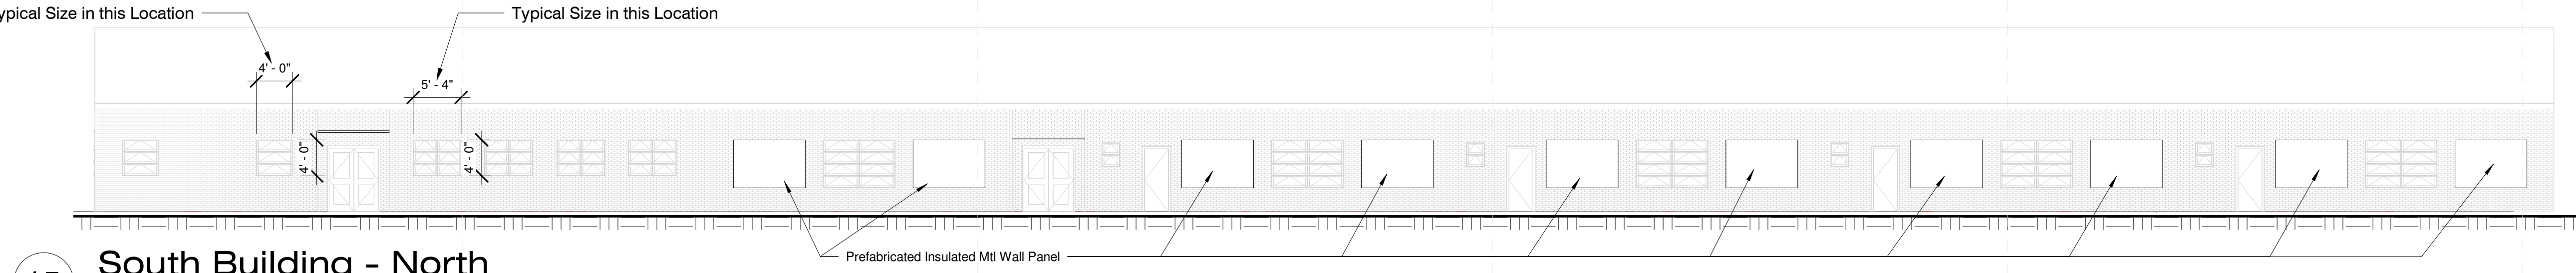 Typical Size in this Location
Typical Size in this Location
4' - 0"
5' - 4"
4' - 0"
4' - 0"
Prefabricated Insulated Mtl Wall Panel
South Building - North